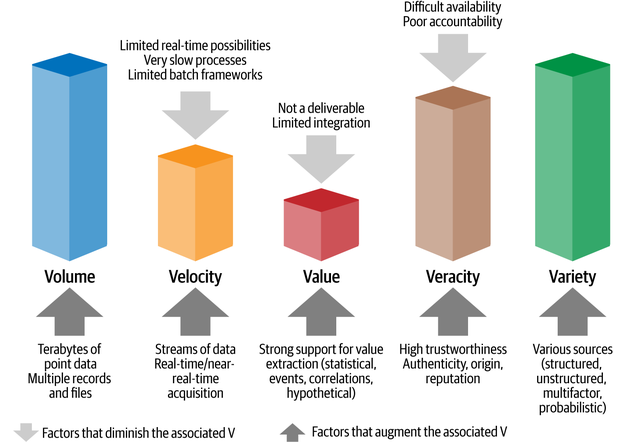 Difficult availability
Poor accountability
Limited real-time possibilities
Very slow processes
Limited batch frameworks
Not a deliverable
Limited integration
Volume
Velocity
Value
Veracity
Variety
Terabytes of
point data
Multiple records
and files
Streams of data
Real-time/near-
real-time
acquisition
Strong support for value
extraction (statistical,
events, correlations,
hypothetical)
High trustworthiness
Authenticity, origin,
reputation
Various sources
(structured,
unstructured,
multifactor,
probabilistic)
Factors that diminish the associated V
Factors that augment the associated V